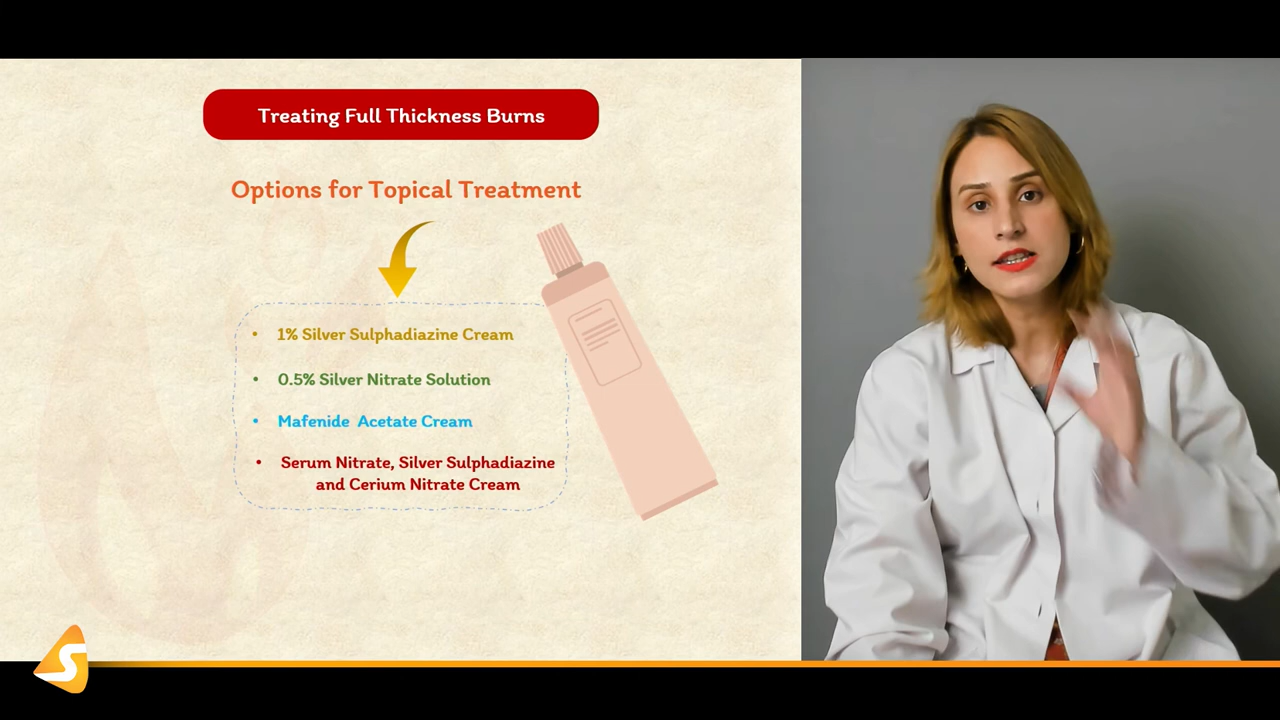 Treating Full Thickness Burns
Options for Topical Treatment
• 1% Silver Sulphadiazine Cream
• 0.5% Silver Nitrate Solution
• Mafenide Acetate Cream
• Serum Nitrate, Silver Sulphadiazine
and Cerium Nitrate Cream
S